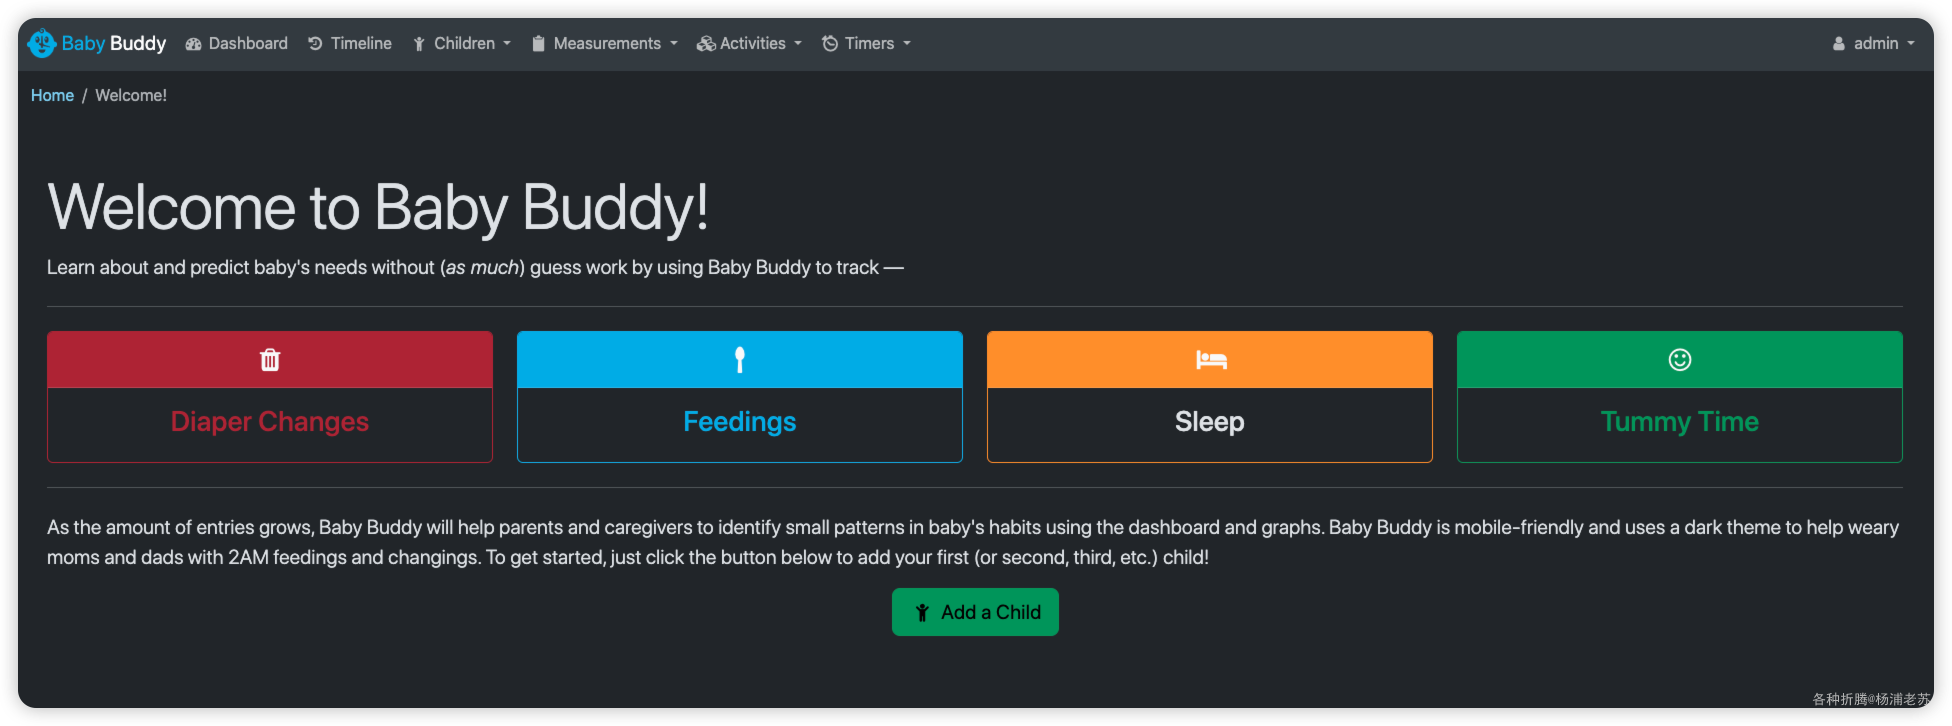 Baby Buddy Dashboard Timeline Children Measurements Activities Timers admin
Home / Welcome!
Welcome to Baby Buddy!
Learn about and predict baby's needs without (as much) guess work by using Baby Buddy to track —
Diaper Changes Feedings Sleep Tummy Time
As the amount of entries grows, Baby Buddy will help parents and caregivers to identify small patterns in baby's habits using the dashboard and graphs. Baby Buddy is mobile-friendly and uses a dark theme to help weary
moms and dads with 2AM feedings and changings. To get started, just click the button below to add your first (or second, third, etc.) child!
Add a Child
各种折腾@杨浦老苏